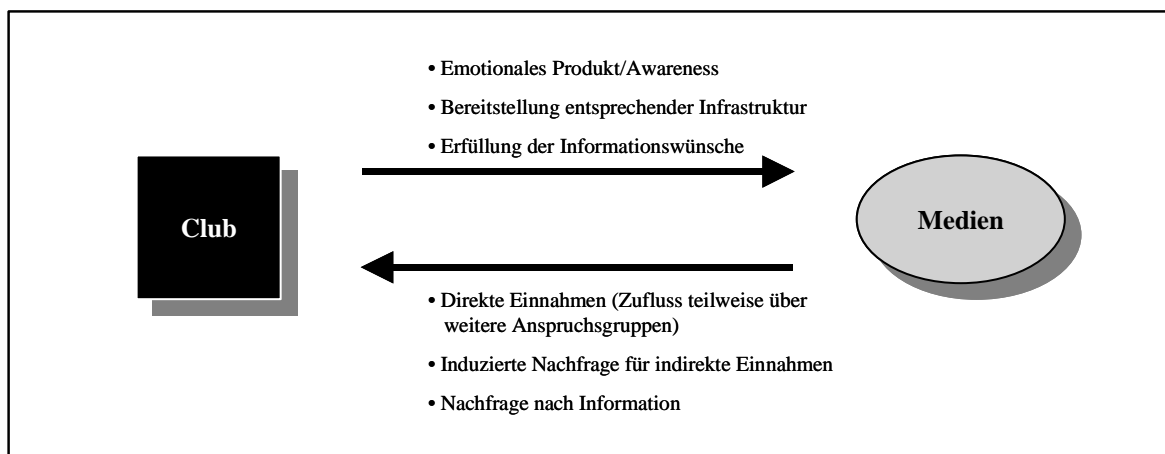 • Emotionales Produkt/Awareness
• Bereitstellung entsprechender Infrastruktur
• Erfüllung der Informationswünsche
Club
Medien
• Direkte Einnahmen (Zufluss teilweise über
weitere Anspruchsgruppen)
• Induzierte Nachfrage für indirekte Einnahmen
• Nachfrage nach Information